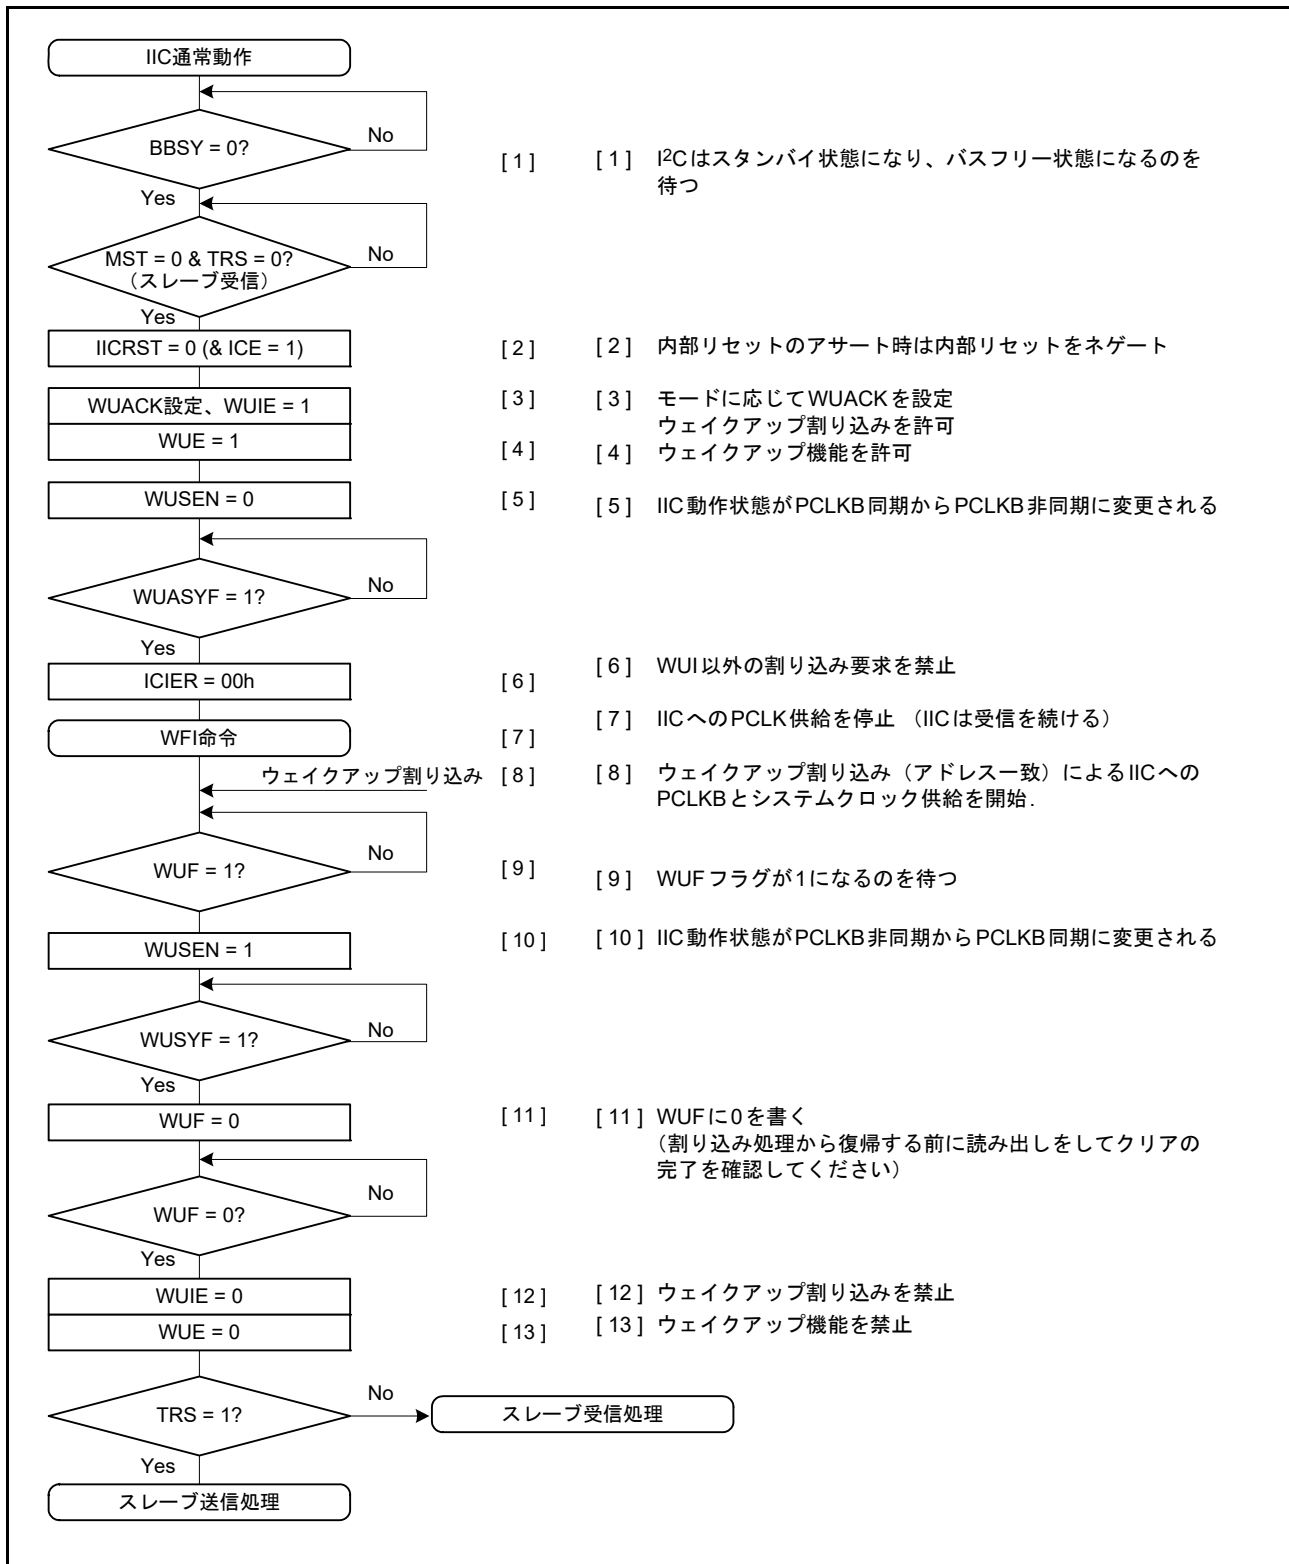 IIC通常動作
BBSY = 0?
No
[ 1 ]
[ 1 ] I2Cはスタンバイ状態になり、バスフリー状態になるのを
待つ
Yes
MST = 0 & TRS = 0?
(スレーブ受信)
No
Yes
IICRST = 0 (& ICE = 1)
[ 2 ]
[ 2 ] 内部リセットのアサート時は内部リセットをネゲート
WUACK設定、WUIE = 1
[ 3 ]
[ 3 ] モードに応じてWUACKを設定
ウェイクアップ割り込みを許可
WUE = 1
[ 4 ]
[ 4 ] ウェイクアップ機能を許可
WUSEN = 0
[ 5 ]
[ 5 ] IIC動作状態がPCLKB同期からPCLKB非同期に変更される
WUASYF = 1?
No
Yes
ICIER = 00h
[ 6 ]
[ 6 ] WUI以外の割り込み要求を禁止
WFI命令
[ 7 ]
[ 7 ] IICへのPCLK供給を停止 (IICは受信を続ける)
ウェイクアップ割り込み
[ 8 ]
[ 8 ] ウェイクアップ割り込み(アドレス一致)によるIICへの
PCLKBとシステムクロック供給を開始.
WUF = 1?
No
[ 9 ]
[ 9 ] WUFフラグが1になるのを待つ
WUSEN = 1
[ 10 ]
[ 10 ] IIC動作状態がPCLKB非同期からPCLKB同期に変更される
WUSYF = 1?
No
Yes
WUF = 0
[ 11 ]
[ 11 ] WUFに0を書く
(割り込み処理から復帰する前に読み出しをしてクリアの
完了を確認してください)
WUF = 0?
No
Yes
WUIE = 0
[ 12 ]
[ 12 ] ウェイクアップ割り込みを禁止
WUE = 0
[ 13 ]
[ 13 ] ウェイクアップ機能を禁止
TRS = 1?
No
スレーブ受信処理
Yes
スレーブ送信処理